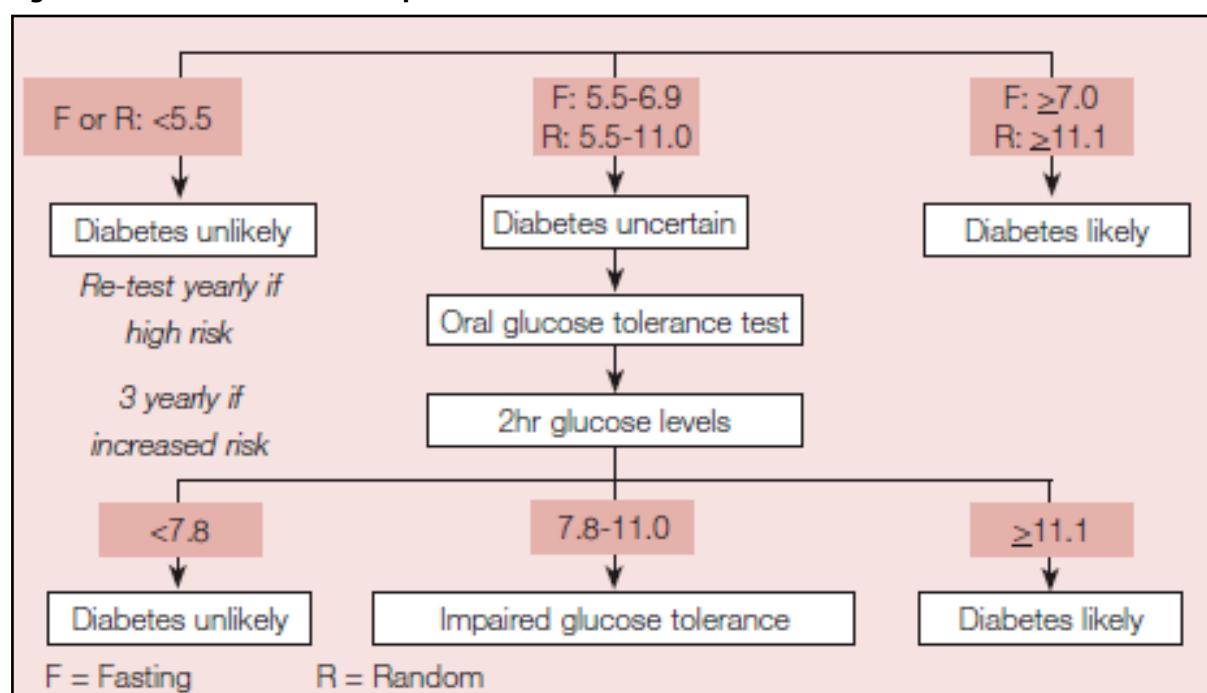 F or R: <5.5
F: 5.5-6.9
R: 5.5-11.0
F: ≥7.0
R: ≥11.1
Diabetes unlikely
Diabetes uncertain
Diabetes likely
Re-test yearly if
high risk
3 yearly if
increased risk
Oral glucose tolerance test
2hr glucose levels
<7.8
7.8-11.0
≥11.1
Diabetes unlikely
Impaired glucose tolerance
Diabetes likely
F = Fasting
R = Random